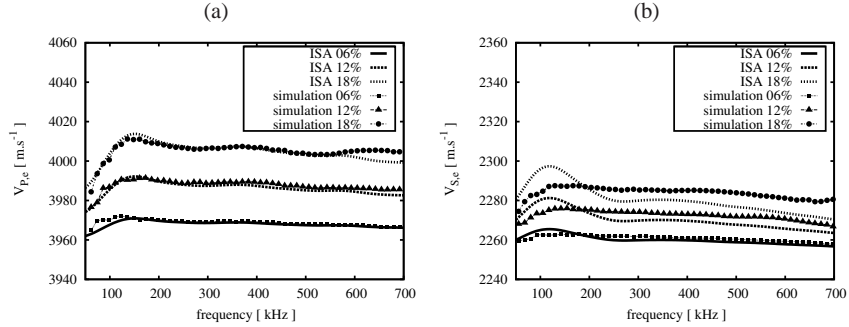 (a)
4060
4040
4020
4000
3980
3960
3940
V_{P,e} [ m.s^{-1} ]
100 200 300 400 500 600 700
frequency [ kHz ]
ISA 06%
ISA 12%
ISA 18%
simulation 06%
simulation 12%
simulation 18%
(b)
2360
2340
2320
2300
2280
2260
2240
V_{S,e} [ m.s^{-1} ]
100 200 300 400 500 600 700
frequency [ kHz ]
ISA 06%
ISA 12%
ISA 18%
simulation 06%
simulation 12%
simulation 18%